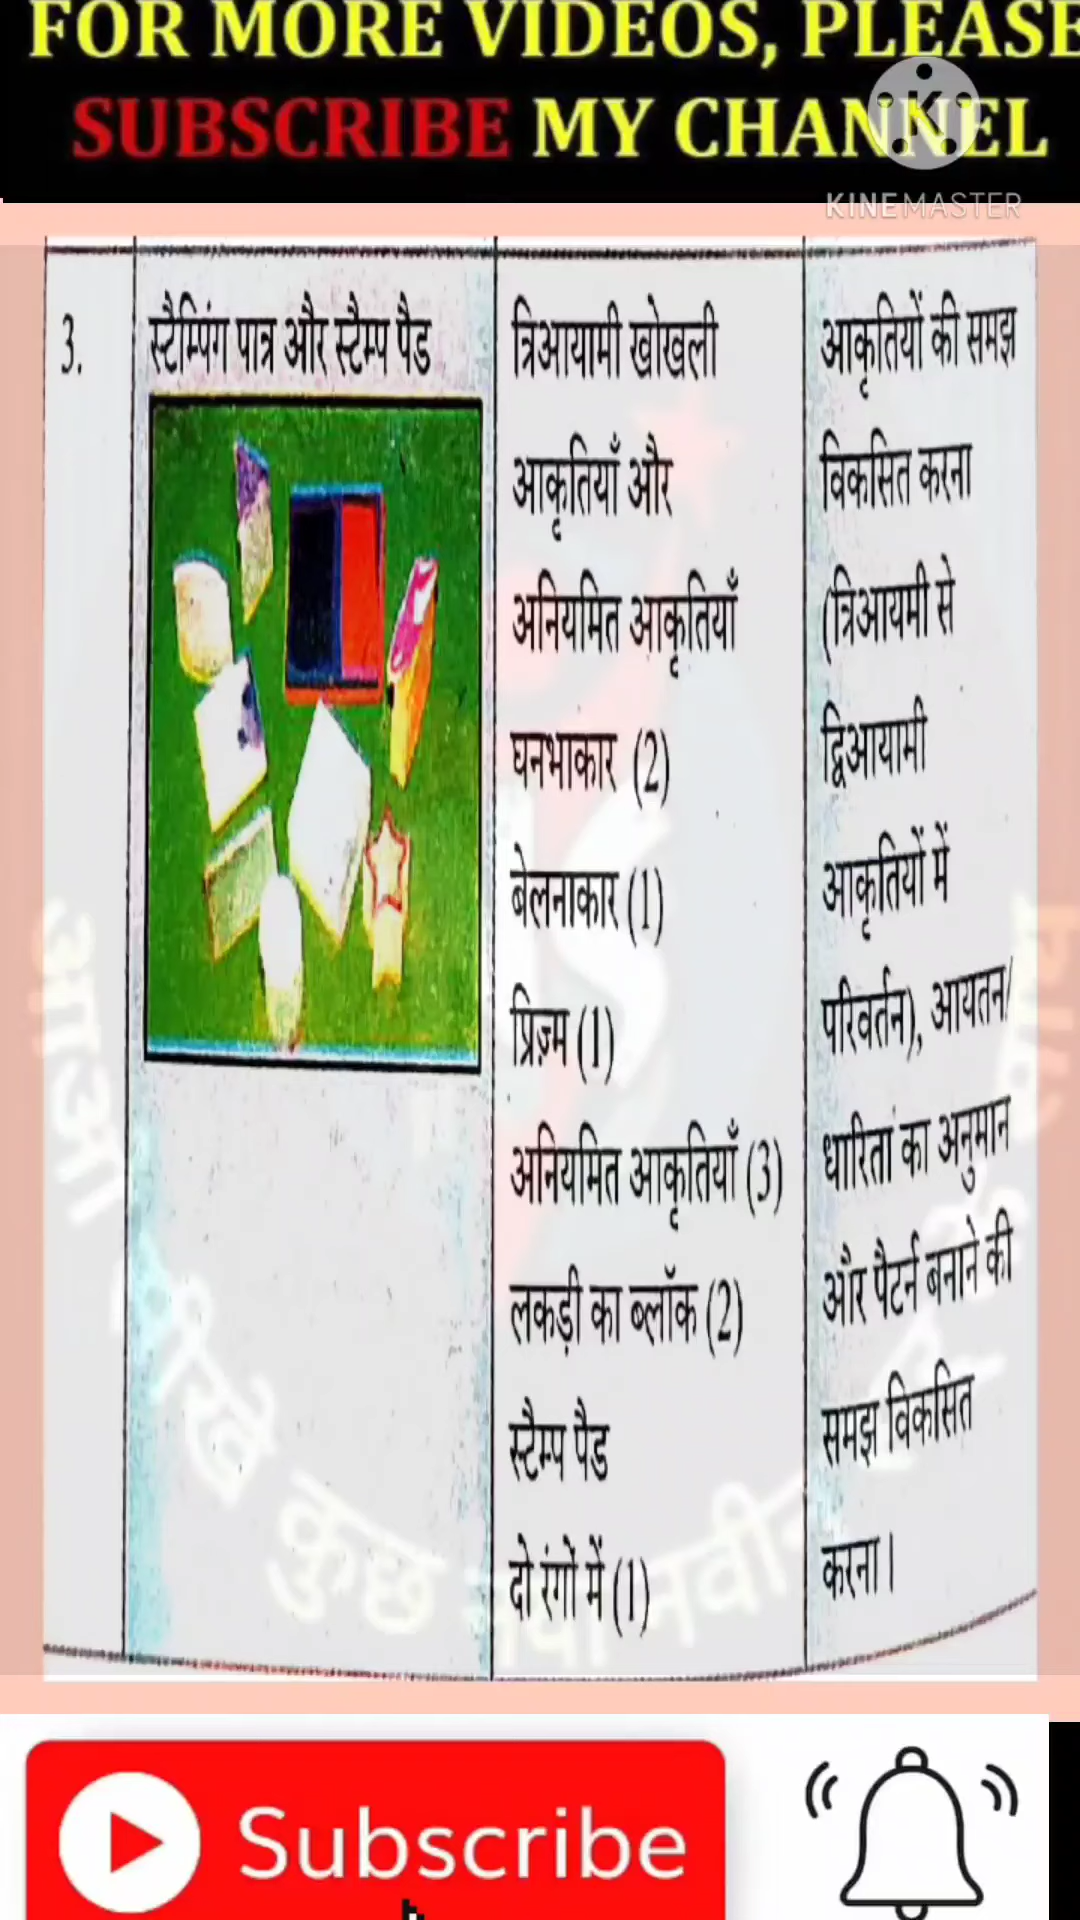 FOR MORE VIDEOS, PLEASE
SUBSCRIBE MY CHANNEL
KINEMASTER
3.
स्टैम्पिंग पात्र और स्टैम्प पैड
त्रिआयामी खोखली
आकृतियाँ और
अनियमित आकृतियाँ
घनभाकार (2)
बेलनाकार (1)
प्रिज़्म (1)
अनियमित आकृतियाँ (3)
लकड़ी का ब्लॉक (2)
स्टैम्प पैड
दो रंगों में (1)
आकृतियों की समझ
विकसित करना
(त्रिआयमी से
द्विआयामी
आकृतियों में
परिवर्तन), आयतन/
धारिता का अनुमान
और पैटर्न बनाने की
समझ विकसित
करना।
कुछ
Subscribe